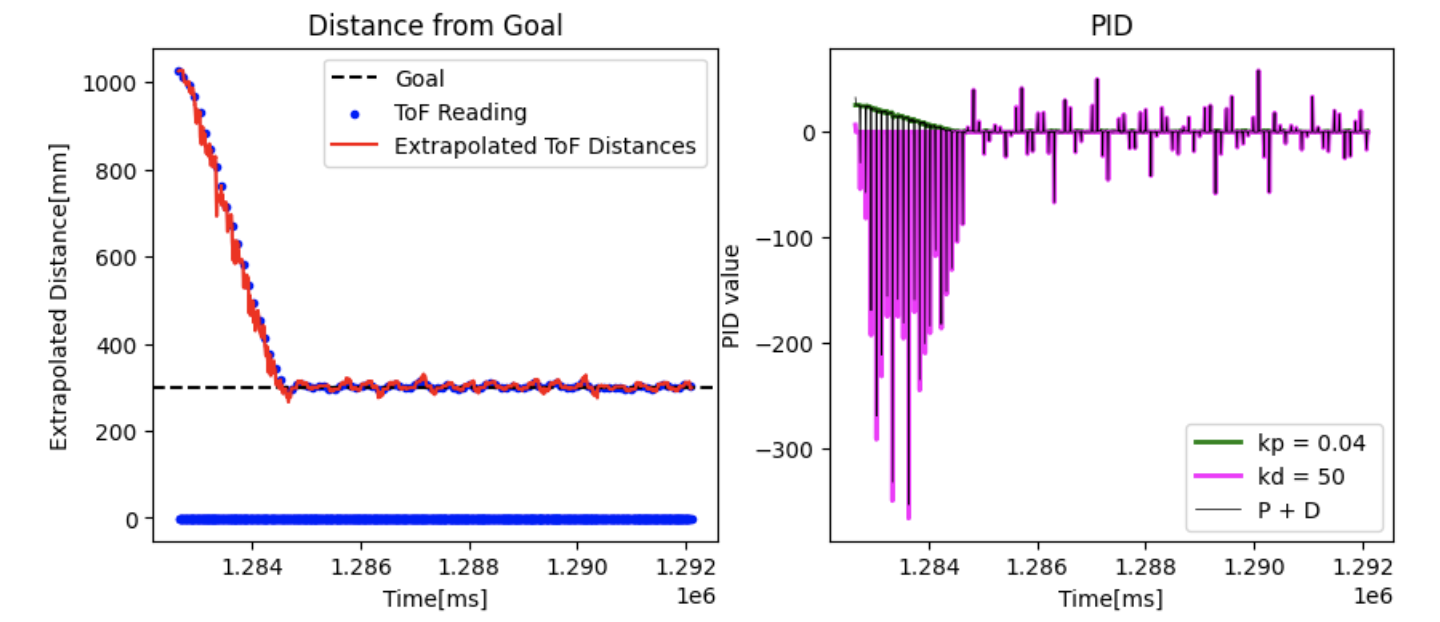 Distance from Goal
Extrapolated Distance[mm]
1000
800
600
400
200
0
Goal
ToF Reading
Extrapolated ToF Distances
1.284 1.286 1.288 1.290 1.292
1e6
Time[ms]
PID
PID value
0
−100
−200
−300
kp = 0.04
kd = 50
P + D
1.284 1.286 1.288 1.290 1.292
1e6
Time[ms]